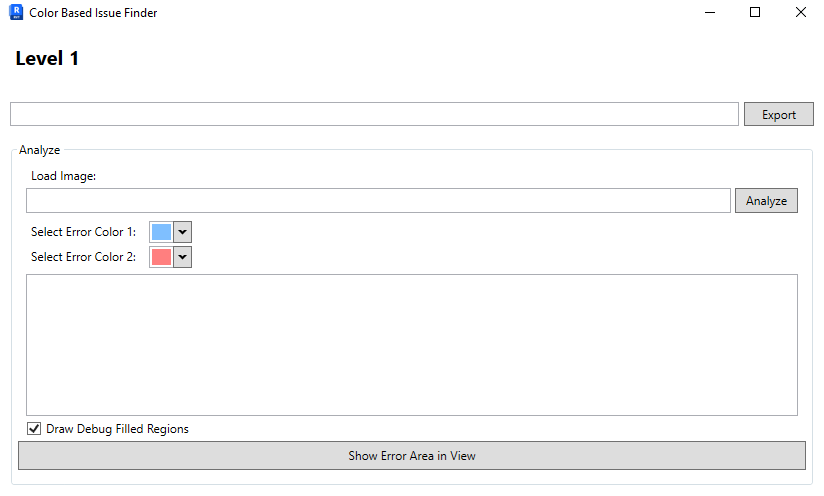 Color Based Issue Finder
Level 1
Export
Analyze
Load Image:
Analyze
Select Error Color 1:
Select Error Color 2:
Draw Debug Filled Regions
Show Error Area in View